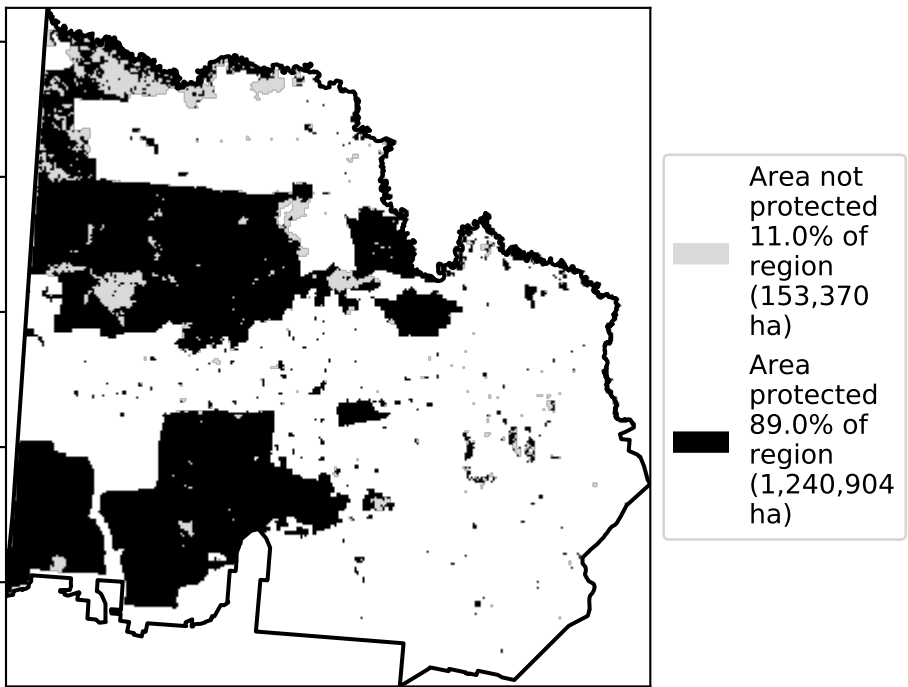 Area not
protected
11.0% of
region
(153,370
ha)
Area
protected
89.0% of
region
(1,240,904
ha)